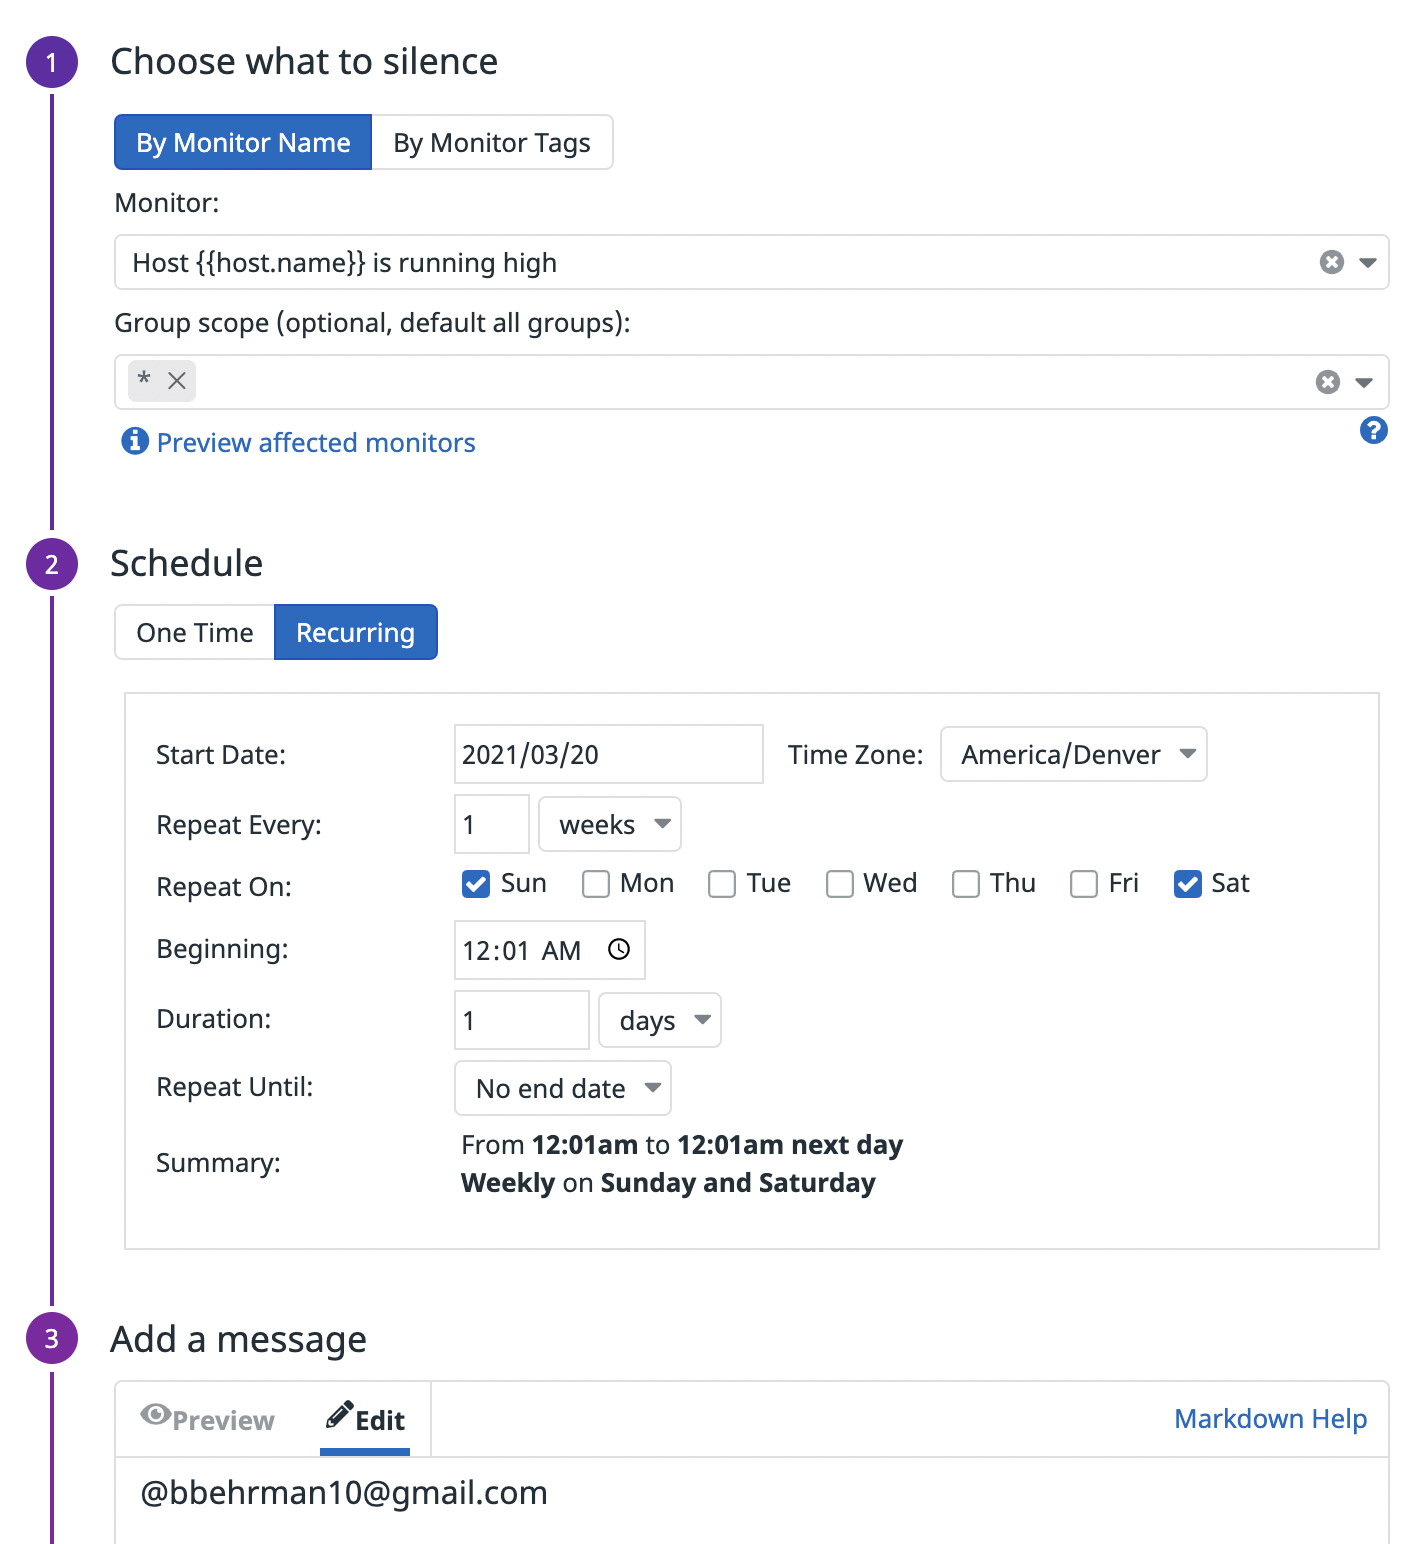 1 Choose what to silence
By Monitor Name By Monitor Tags
Monitor:
Host {{host.name}} is running high
Group scope (optional, default all groups):
*
Preview affected monitors
?
2 Schedule
One Time Recurring
Start Date: 2021/03/20 Time Zone: America/Denver
Repeat Every: 1 weeks
Repeat On: Sun Mon Tue Wed Thu Fri Sat
Beginning: 12:01 AM
Duration: 1 days
Repeat Until: No end date
Summary: From 12:01am to 12:01am next day
Weekly on Sunday and Saturday
3 Add a message
Preview Edit Markdown Help
@bbehrman10@gmail.com